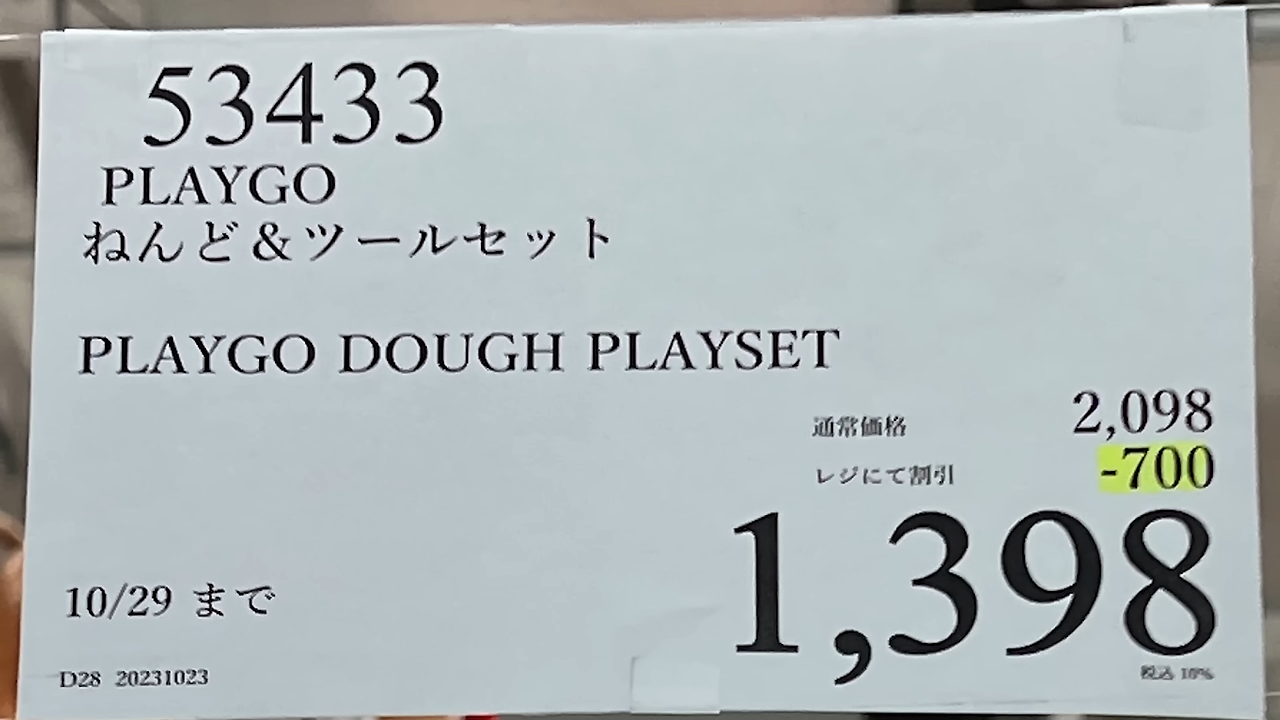 53433
PLAYGO
ねんど＆ツールセット
PLAYGO DOUGH PLAYSET
通常価格 2,098
レジにて割引 -700
1,398
税込 10%
10/29 まで
D28 20231023